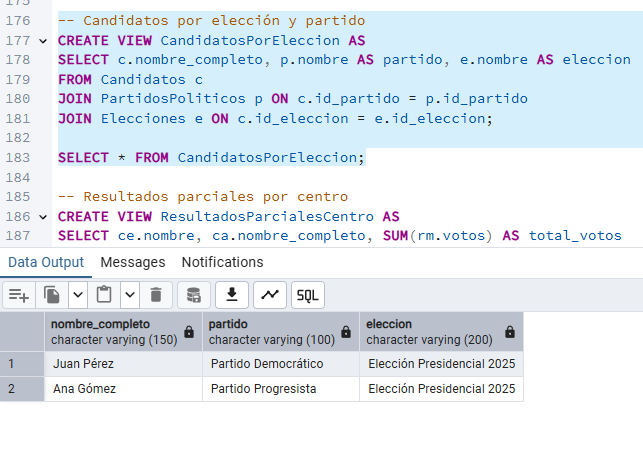 175
176 -- Candidatos por elección y partido
177 CREATE VIEW CandidatosPorEleccion AS
178 SELECT c.nombre_completo, p.nombre AS partido, e.nombre AS eleccion
179 FROM Candidatos c
180 JOIN PartidosPoliticos p ON c.id_partido = p.id_partido
181 JOIN Elecciones e ON c.id_eleccion = e.id_eleccion;
182
183 SELECT * FROM CandidatosPorEleccion;
184
185 -- Resultados parciales por centro
186 CREATE VIEW ResultadosParcialesCentro AS
187 SELECT ce.nombre, ca.nombre_completo, SUM(rm.votos) AS total_votos
Data Output Messages Notifications
SQL
nombre_completo partido eleccion
character varying (150) character varying (100) character varying (200)
1 Juan Pérez Partido Democrático Elección Presidencial 2025
2 Ana Gómez Partido Progresista Elección Presidencial 2025